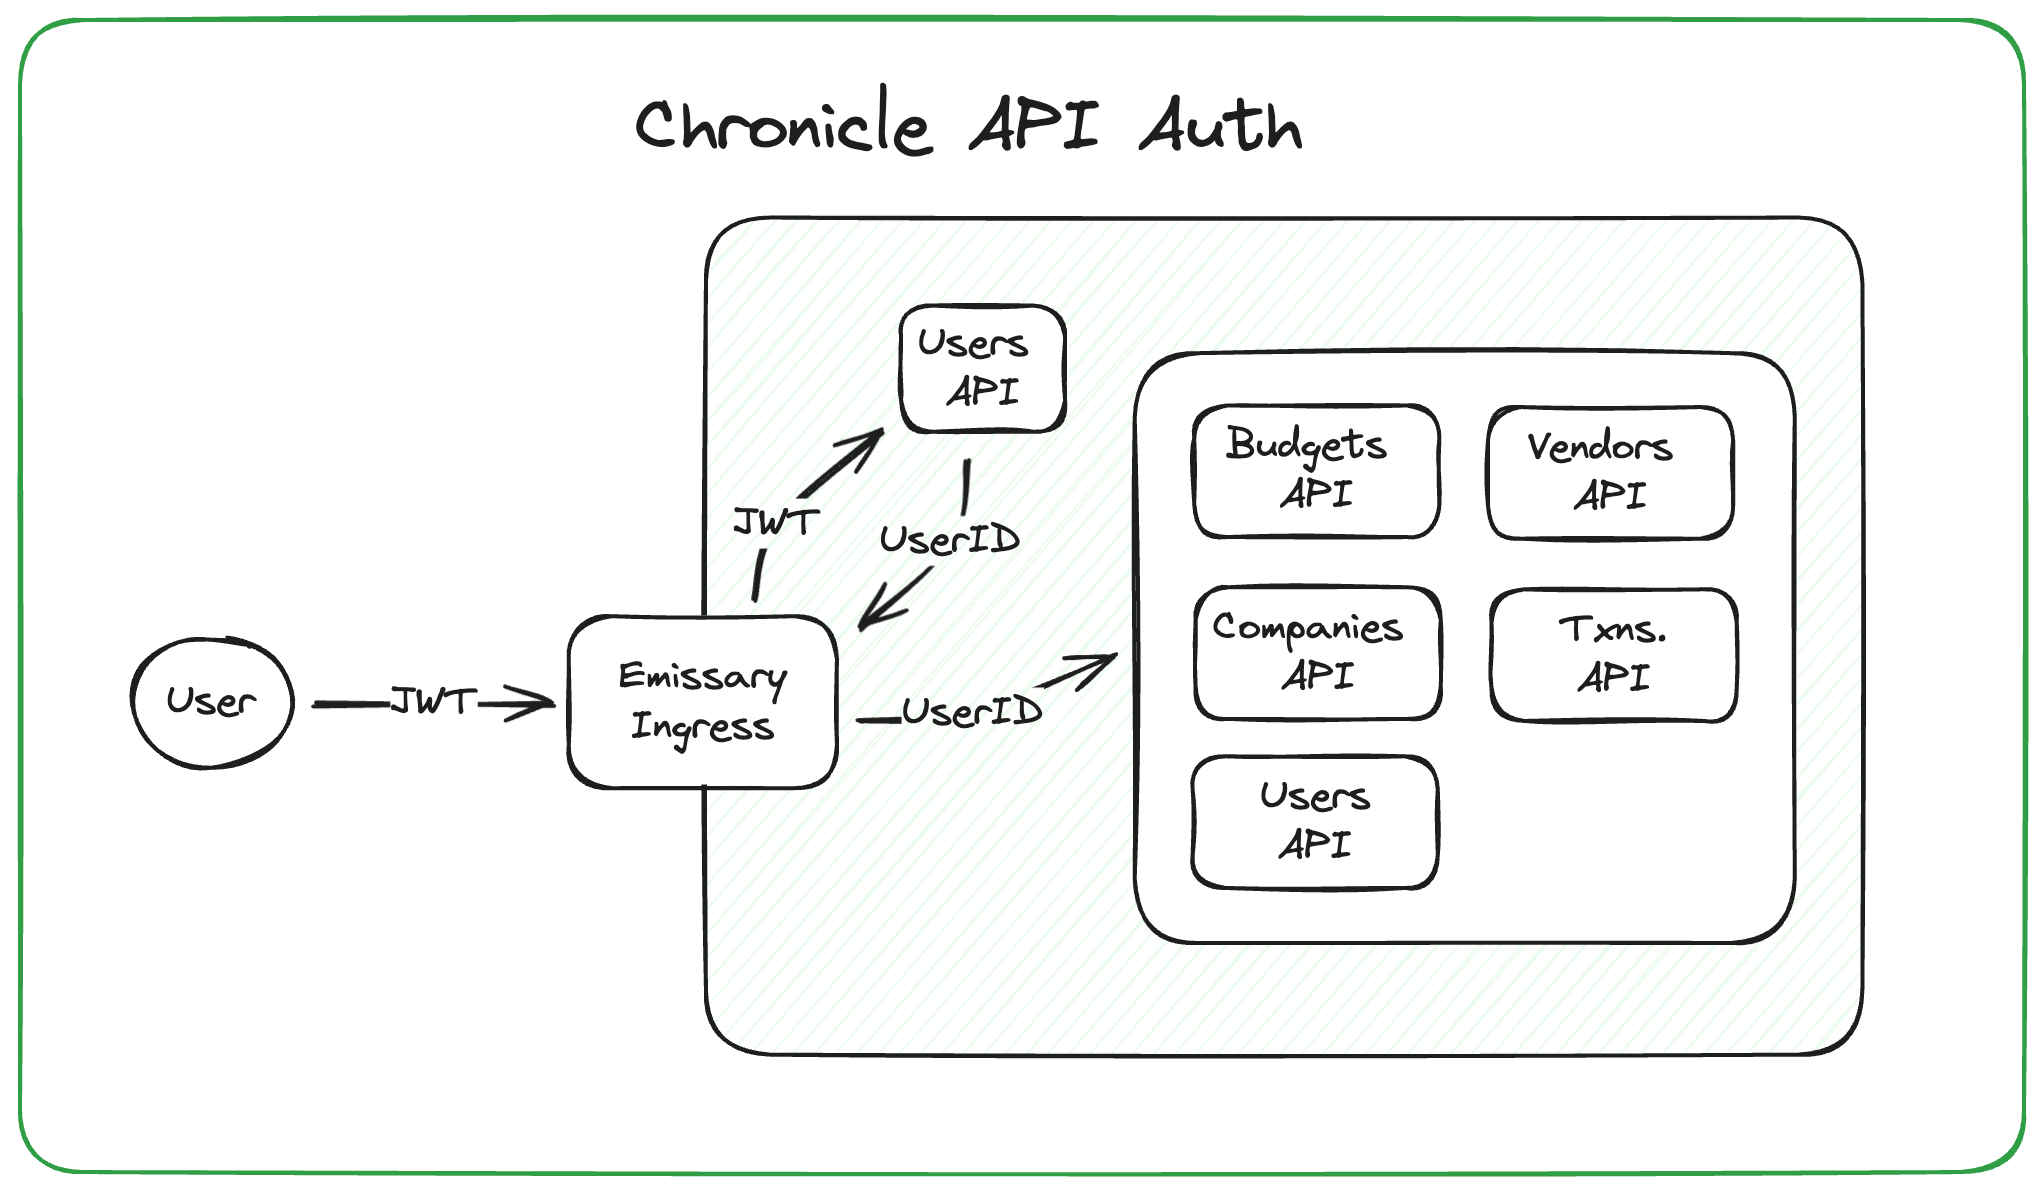 Chronicle API Auth
Users
API
Budgets
API
Vendors
API
JWT
UserID
Companies
API
Txns.
API
User
JWT
Emissary
Ingress
UserID
Users
API